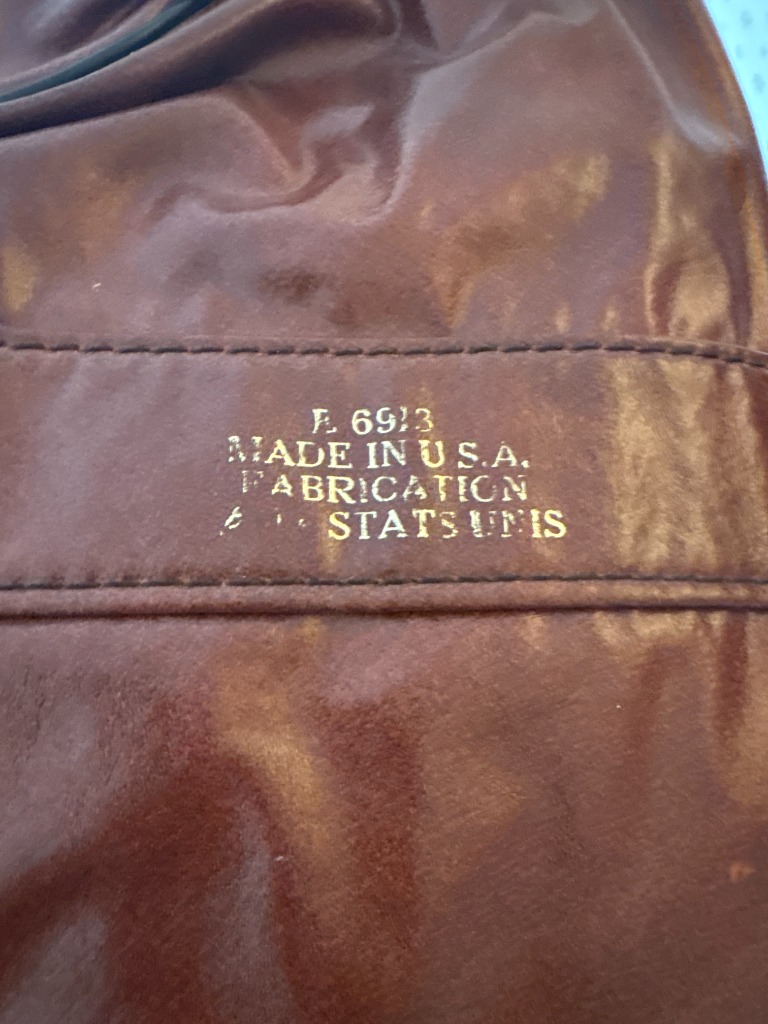 6913
MADE IN U S.A.
FABRICATION
STATS UNIS